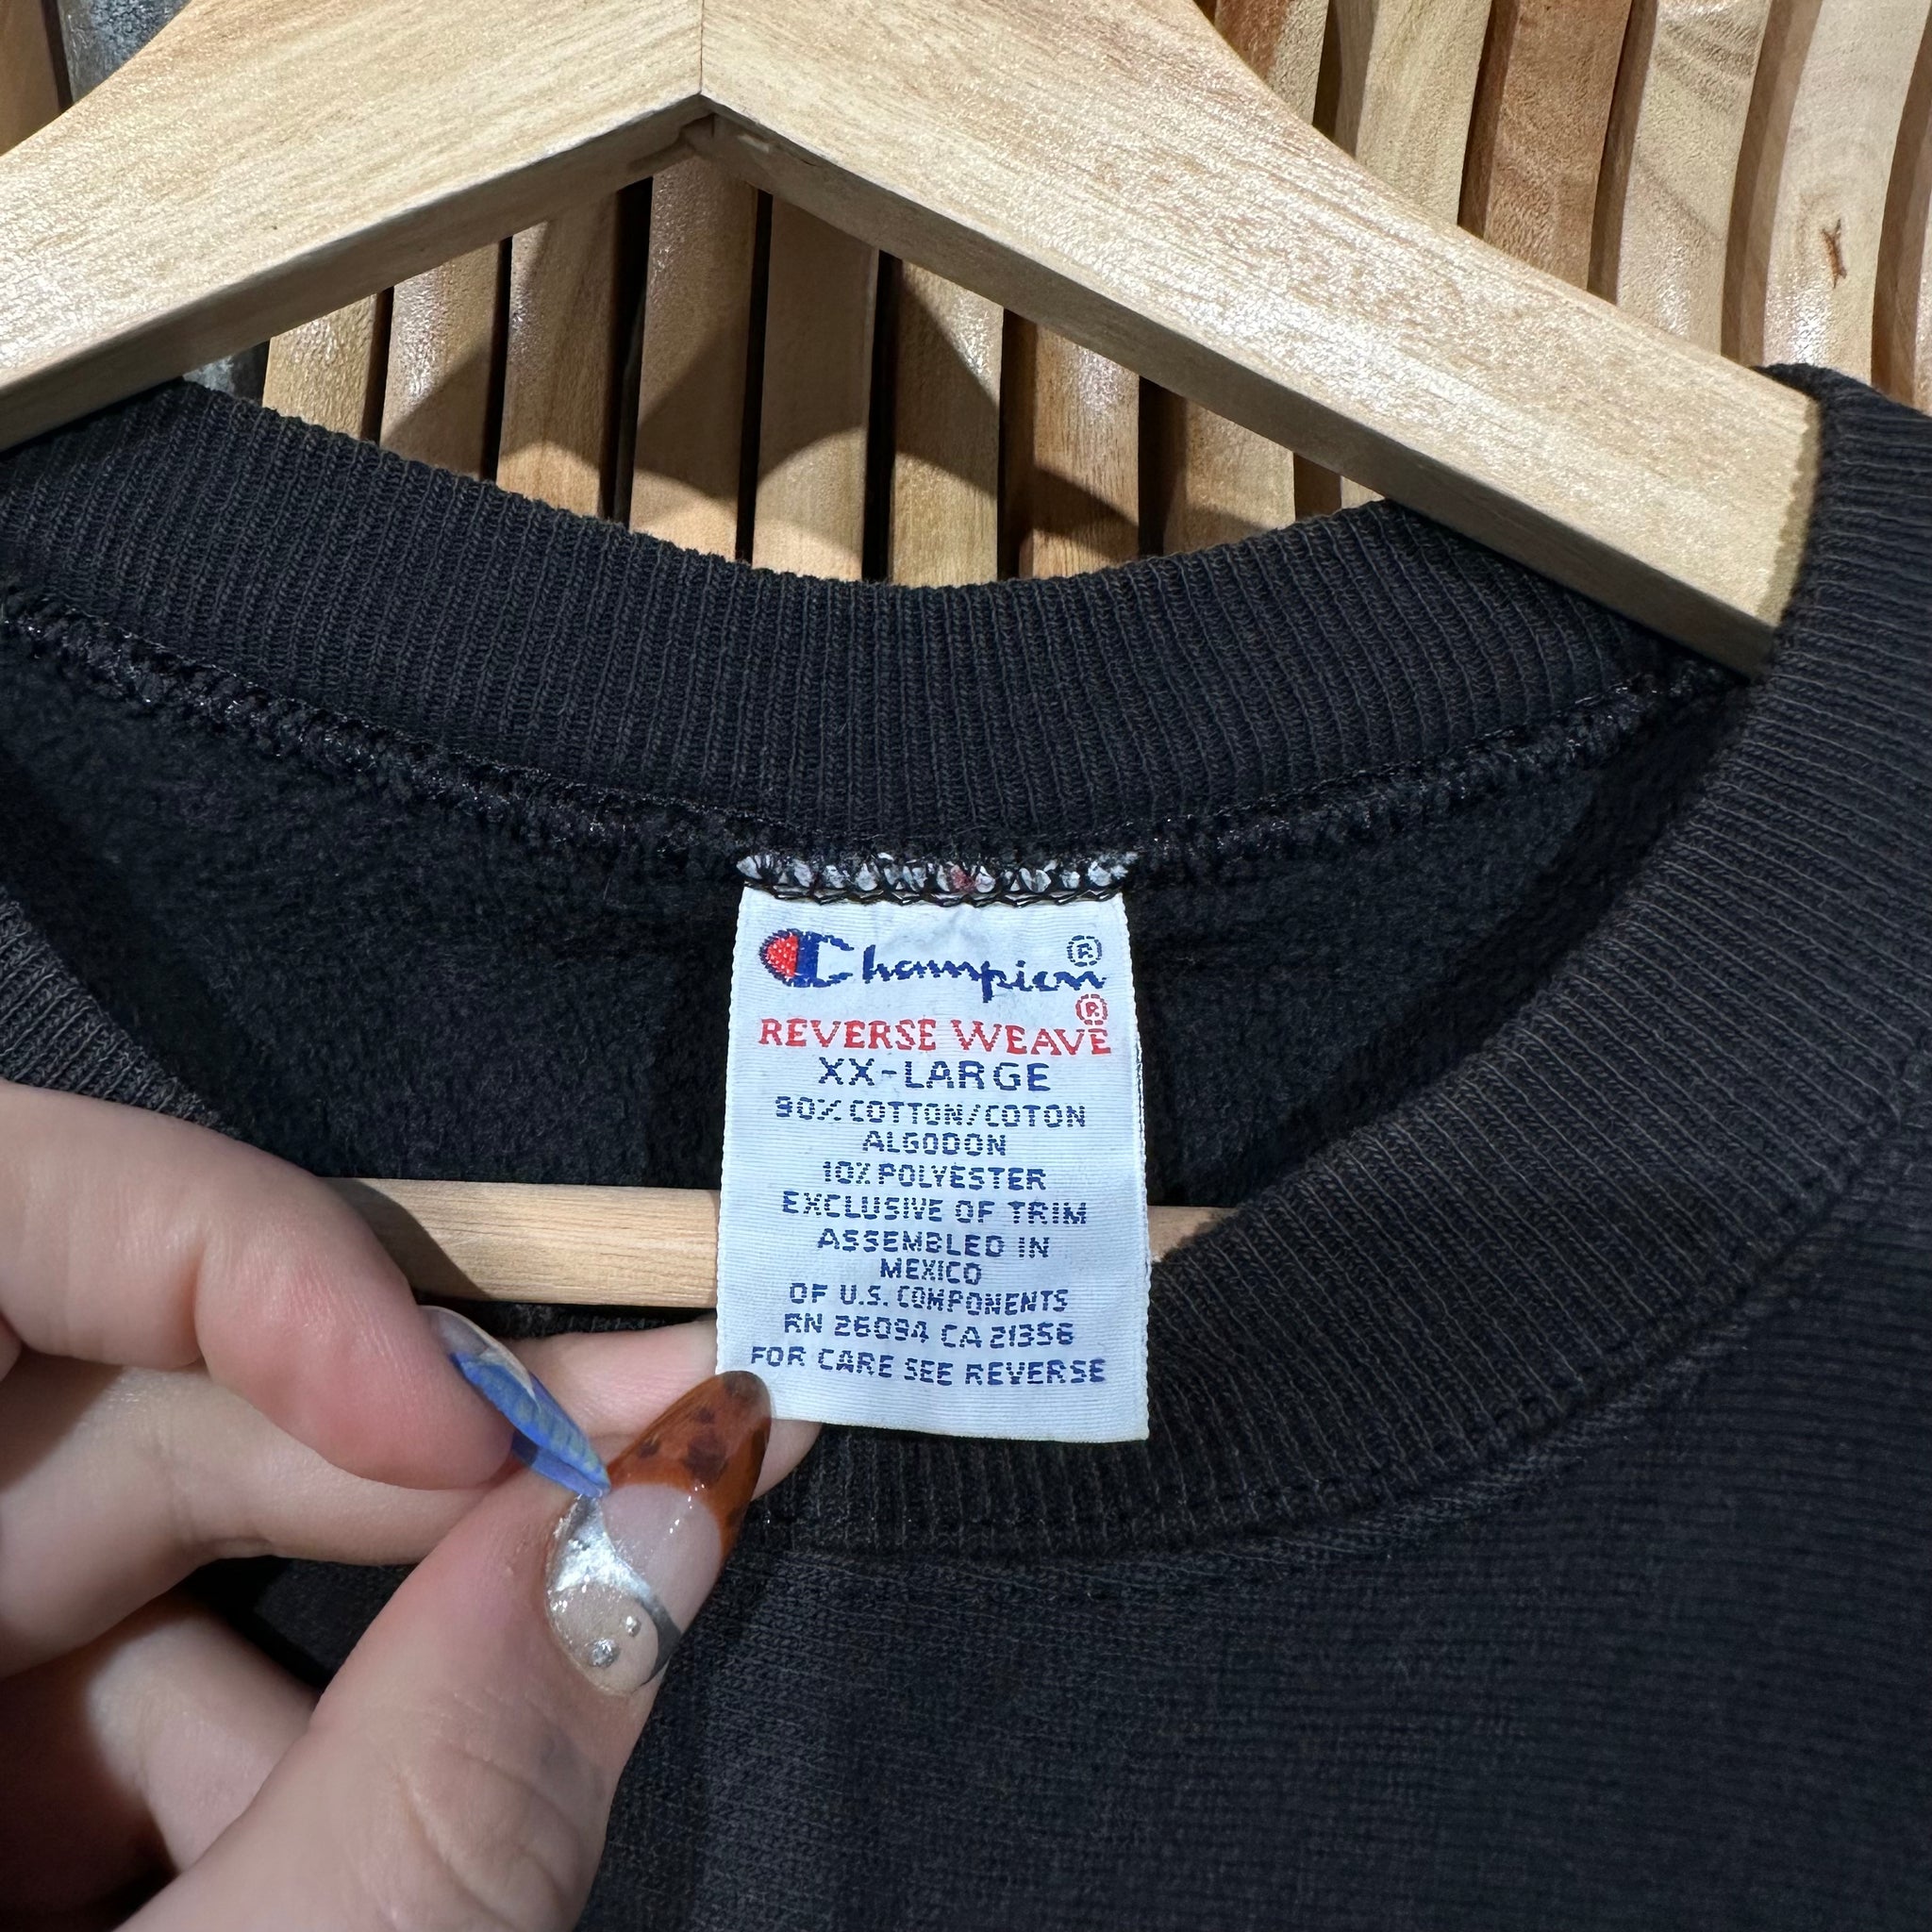 Champion®
REVERSE WEAVE®
XX-LARGE
90% COTTON/COTON
ALGODON
10% POLYESTER
EXCLUSIVE OF TRIM
ASSEMBLED IN
MEXICO
OF U.S. COMPONENTS
RN 26094 CA 21356
FOR CARE SEE REVERSE